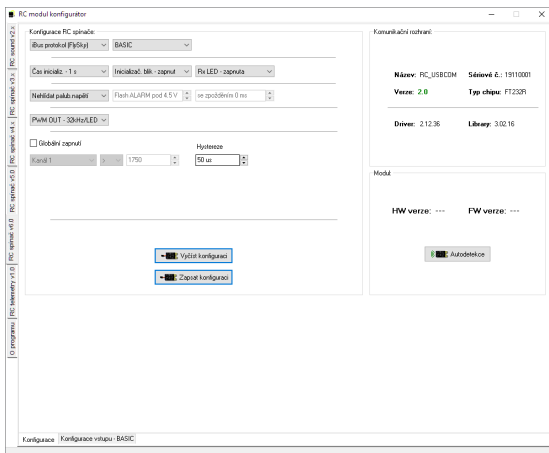 RC modul konfigurátor
RC sound v2.x
RC spínač v3.x
RC spínač v4.x
RC spínač v5.0
RC spínač v6.0
RC telemetry v1.0
O programu
Konfigurace RC spínače:
iBus protokol (FlySky)
BASIC
Čas inicializ. - 1 s
Inicializač. blik - zapnut
Rx LED - zapnuta
Nehlídat palub napětí
Flash ALARM pod 4.5 V
se zpožděním 0 ms
PWM OUT - 32kHz/LED
Globální zapnutí
Hystereze
Kanál 1
>
1750
50 us
Vyčíst konfiguraci
Zapsat konfiguraci
Komunikační rozhraní:
Název: RC_USBCOM
Sériové č.: 19110001
Verze: 2.0
Typ chipu: FT232R
Driver: 2.12.36
Library: 3.02.16
Modul:
HW verze: ---
FW verze: ---
Autodetekce
Konfigurace
Konfigurace vstupu - BASIC